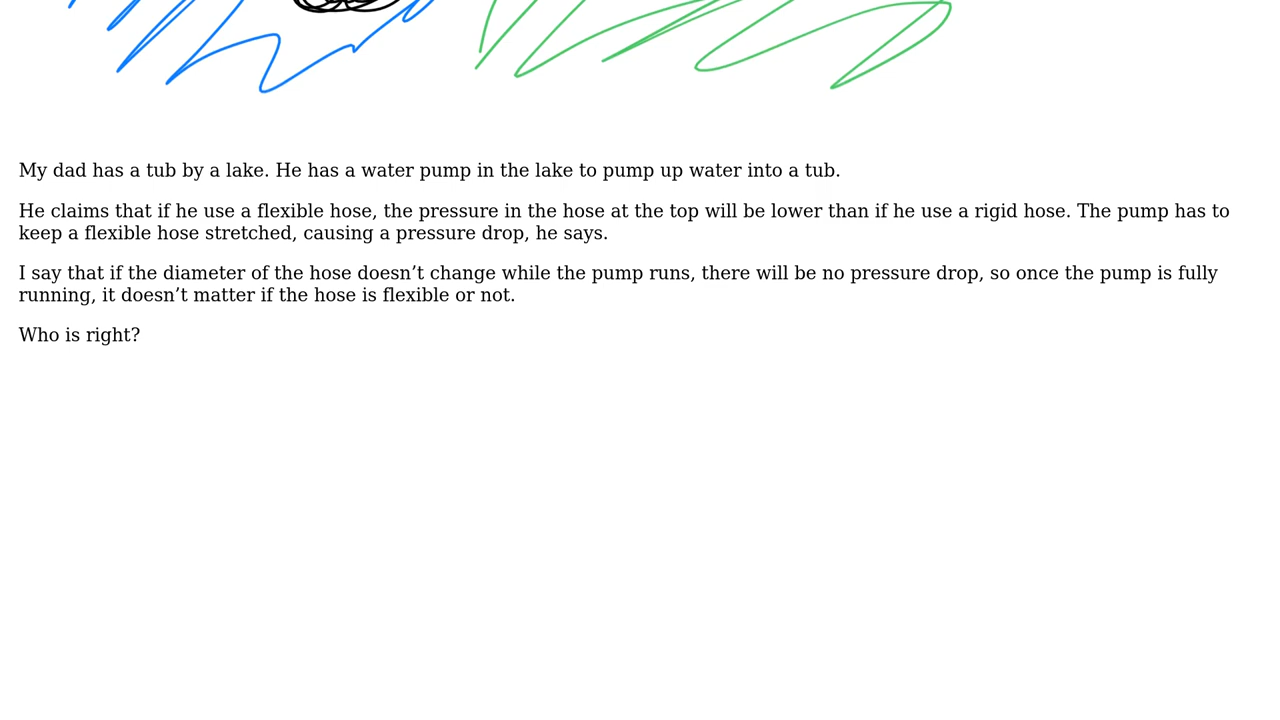 My dad has a tub by a lake. He has a water pump in the lake to pump up water into a tub.
He claims that if he use a flexible hose, the pressure in the hose at the top will be lower than if he use a rigid hose. The pump has to
keep a flexible hose stretched, causing a pressure drop, he says.
I say that if the diameter of the hose doesn’t change while the pump runs, there will be no pressure drop, so once the pump is fully
running, it doesn’t matter if the hose is flexible or not.
Who is right?